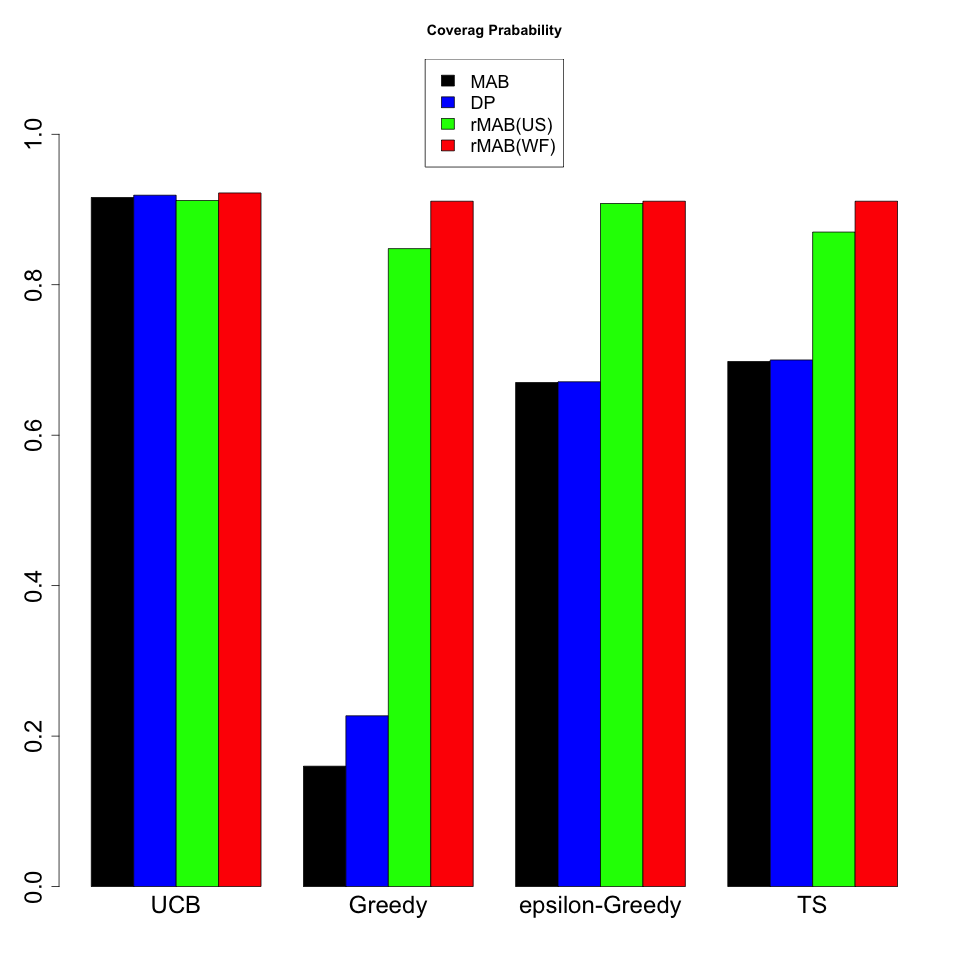 Coverag Prabability
MAB
DP
rMAB(US)
rMAB(WF)
1.0
0.8
0.6
0.4
0.2
0.0
UCB Greedy epsilon-Greedy TS